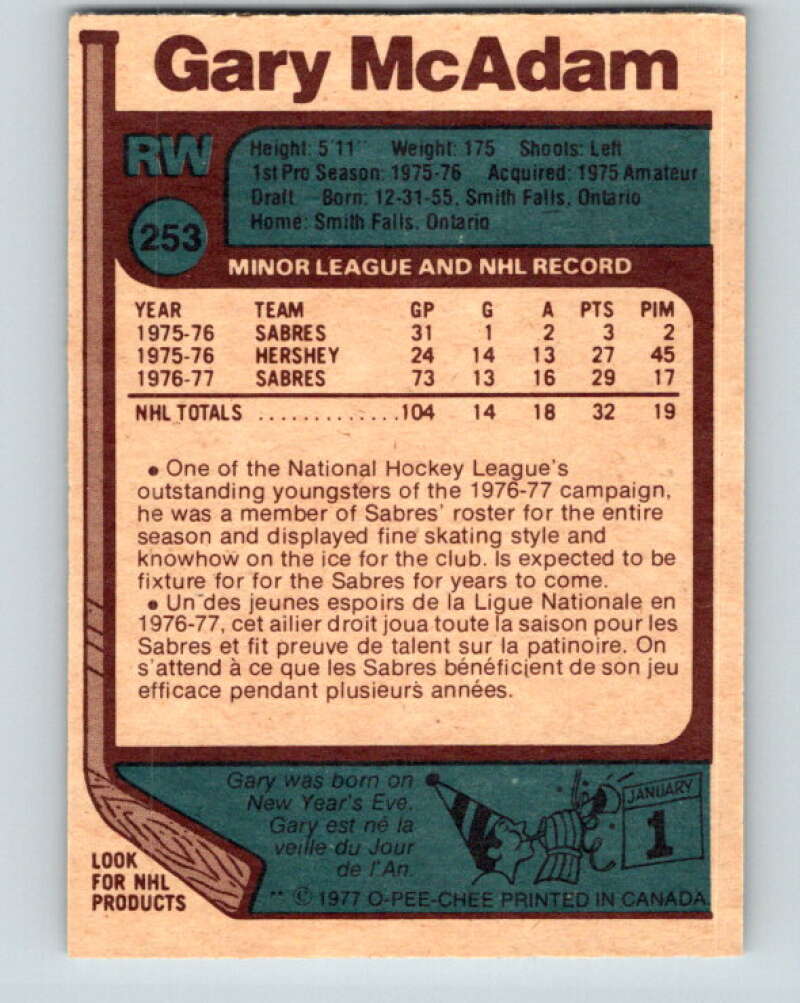 Gary McAdam
RW
Height: 5'11" Weight: 175 Shoots: Left
1st Pro Season: 1975-76 Acquired: 1975 Amateur
Draft Born: 12-31-55, Smith Falls, Ontario
Home: Smith Falls, Ontario
253
MINOR LEAGUE AND NHL RECORD
YEAR TEAM GP G A PTS PIM
1975-76 SABRES 31 1 2 3 2
1975-76 HERSHEY 24 14 13 27 45
1976-77 SABRES 73 13 16 29 17
NHL TOTALS .............104 14 18 32 19
• One of the National Hockey League's
outstanding youngsters of the 1976-77 campaign,
he was a member of Sabres' roster for the entire
season and displayed fine skating style and
knowhow on the ice for the club. Is expected to be
fixture for for the Sabres for years to come.
• Un des jeunes espoirs de la Ligue Nationale en
1976-77, cet ailier droit joua toute la saison pour les
Sabres et fit preuve de talent sur la patinoire. On
s'attend à ce que les Sabres bénéficient de son jeu
efficace pendant plusieurs années.
Gary was born on
New Year's Eve.
Gary est né la
veille du Jour
de l'An.
JANUARY
1
LOOK
FOR NHL
PRODUCTS
** © 1977 O-PEE-CHEE PRINTED IN CANADA